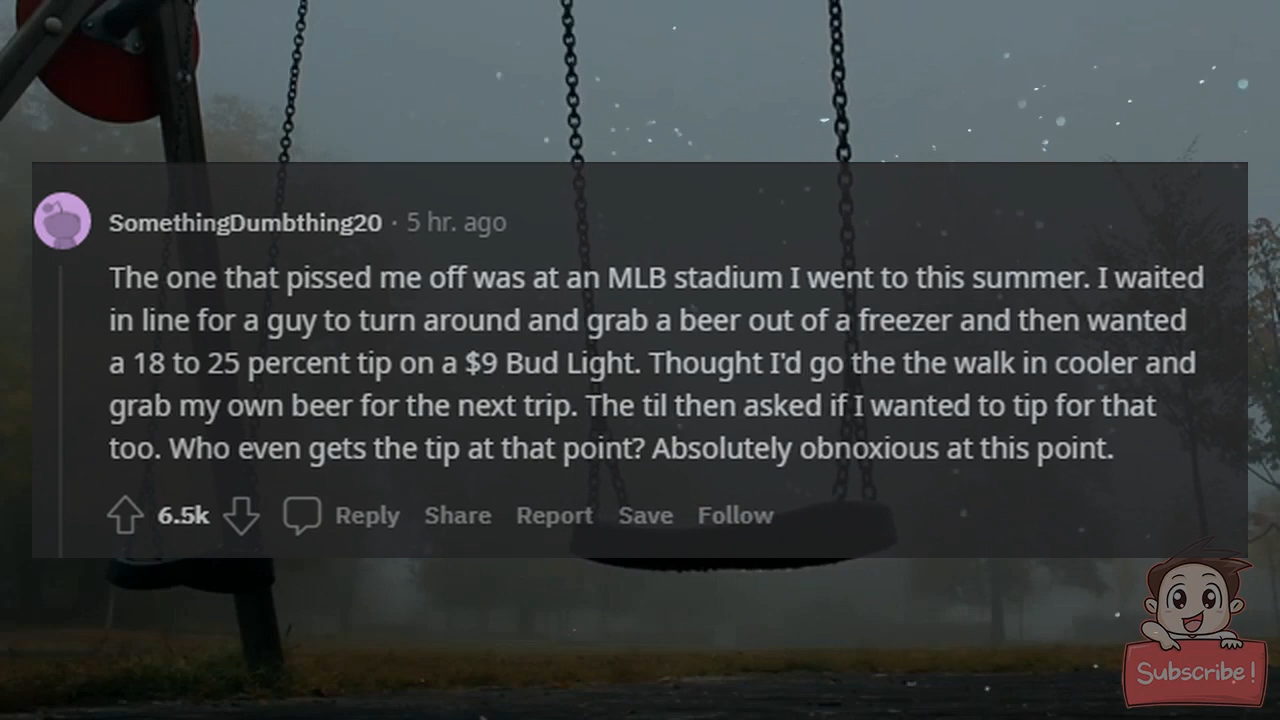 SomethingDumbthing20 · 5 hr. ago
The one that pissed me off was at an MLB stadium I went to this summer. I waited
in line for a guy to turn around and grab a beer out of a freezer and then wanted
a 18 to 25 percent tip on a $9 Bud Light. Thought I'd go the the walk in cooler and
grab my own beer for the next trip. The til then asked if I wanted to tip for that
too. Who even gets the tip at that point? Absolutely obnoxious at this point.
6.5k Reply Share Report Save Follow
Subscribe!